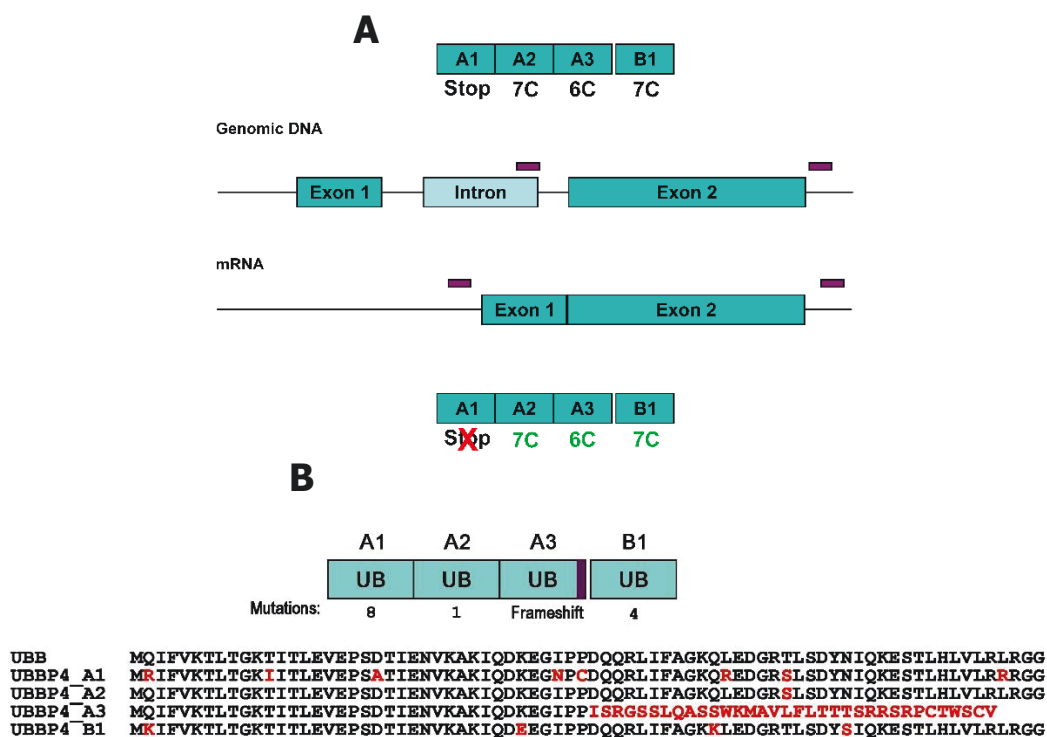 A
A1 A2 A3 B1
Stop 7C 6C 7C
Genomic DNA
Exon 1 Intron Exon 2
mRNA
Exon 1 Exon 2
A1 A2 A3 B1
Stop 7C 6C 7C
B
A1 A2 A3 B1
UB UB UB UB
Mutations: 8 1 Frameshift 4
UBB MQIFVKTLTGKTITLEVEPSDTIENVKAKIQDKEGIPPDQQRLIFAGKQLEDGRTLSDYNIQKESTLHLVLRLRGG
UBBP4_A1 MRIFVKTLTGKIITLEVEPSATIENVKAKIQDKEGNPCDQQRLIFAGKQREDGRSLSDYNIQKESTLHLVLRRRGG
UBBP4_A2 MQIFVKTLTGKTITLEVEPSDTIENVKAKIQDKEGIPPDQQRLIFAGKQLEDGRSLSDYNIQKESTLHLVLRLRGG
UBBP4_A3 MQIFVKTLTGKTITLEVEPSDTIENVKAKIQDKEGIPPISRGSSLQASSWKMAVLFLTTTSRRSRPCTWSCV
UBBP4_B1 MKIFVKTLTGKTITLEVEPSDTIENVKAKIQDEEGIPPDQQRLIFAGKKLEDGRTLSDYSIQKESTLHLVLRLRGG